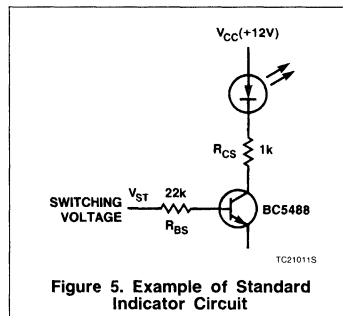 VCC(+12V)
RCS
1k
SWITCHING
VOLTAGE
VST
22k
RBS
BC5488
TC21011S
Figure 5. Example of Standard
Indicator Circuit